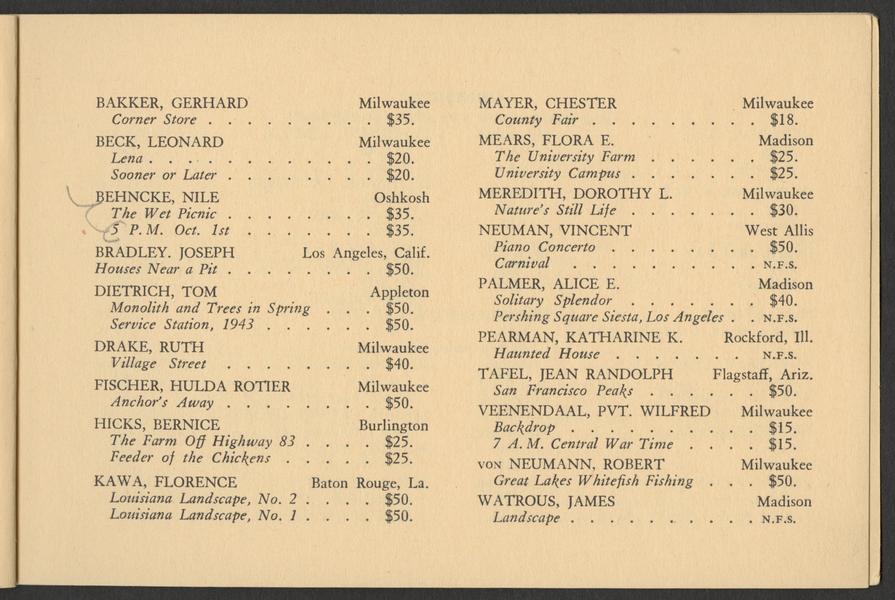 BAKKER, GERHARD Milwaukee
Corner Store . . . . . . . . . . $35.
BECK, LEONARD Milwaukee
Lena . . . . . . . . . . . . . $20.
Sooner or Later . . . . . . . . . $20.
BEHNCKE, NILE Oshkosh
The Wet Picnic . . . . . . . . . $35.
5 P.M. Oct. 1st . . . . . . . $35.
BRADLEY. JOSEPH Los Angeles, Calif.
Houses Near a Pit . . . . . . . . . $50.
DIETRICH, TOM Appleton
Monolith and Trees in Spring . . . $50.
Service Station, 1943 . . . . . . $50.
DRAKE, RUTH Milwaukee
Village Street . . . . . . . . . $40.
FISCHER, HULDA ROTIER Milwaukee
Anchor's Away . . . . . . . . . $50.
HICKS, BERNICE Burlington
The Farm Off Highway 83 . . . . $25.
Feeder of the Chickens . . . . . $25.
KAWA, FLORENCE Baton Rouge, La.
Louisiana Landscape, No. 2 . . . . $50.
Louisiana Landscape, No. 1 . . . . $50.
MAYER, CHESTER Milwaukee
County Fair . . . . . . . . . $18.
MEARS, FLORA E. Madison
The University Farm . . . . . . $25.
University Campus . . . . . . . $25.
MEREDITH, DOROTHY L. Milwaukee
Nature's Still Life . . . . . . . $30.
NEUMAN, VINCENT West Allis
Piano Concerto . . . . . . . . $50.
Carnival . . . . . . . . . . N.F.S.
PALMER, ALICE E. Madison
Solitary Splendor . . . . . . . $40.
Pershing Square Siesta, Los Angeles . . N.F.S.
PEARMAN, KATHARINE K. Rockford, Ill.
Haunted House . . . . . . . N.F.S.
TAFEL, JEAN RANDOLPH Flagstaff, Ariz.
San Francisco Peaks . . . . . . $50.
VEENENDAAL, PVT. WILFRED Milwaukee
Backdrop . . . . . . . . . . $15.
7 A.M. Central War Time . . . . $15.
VON NEUMANN, ROBERT Milwaukee
Great Lakes Whitefish Fishing . . . $50.
WATROUS, JAMES Madison
Landscape . . . . . . . . . . N.F.S.